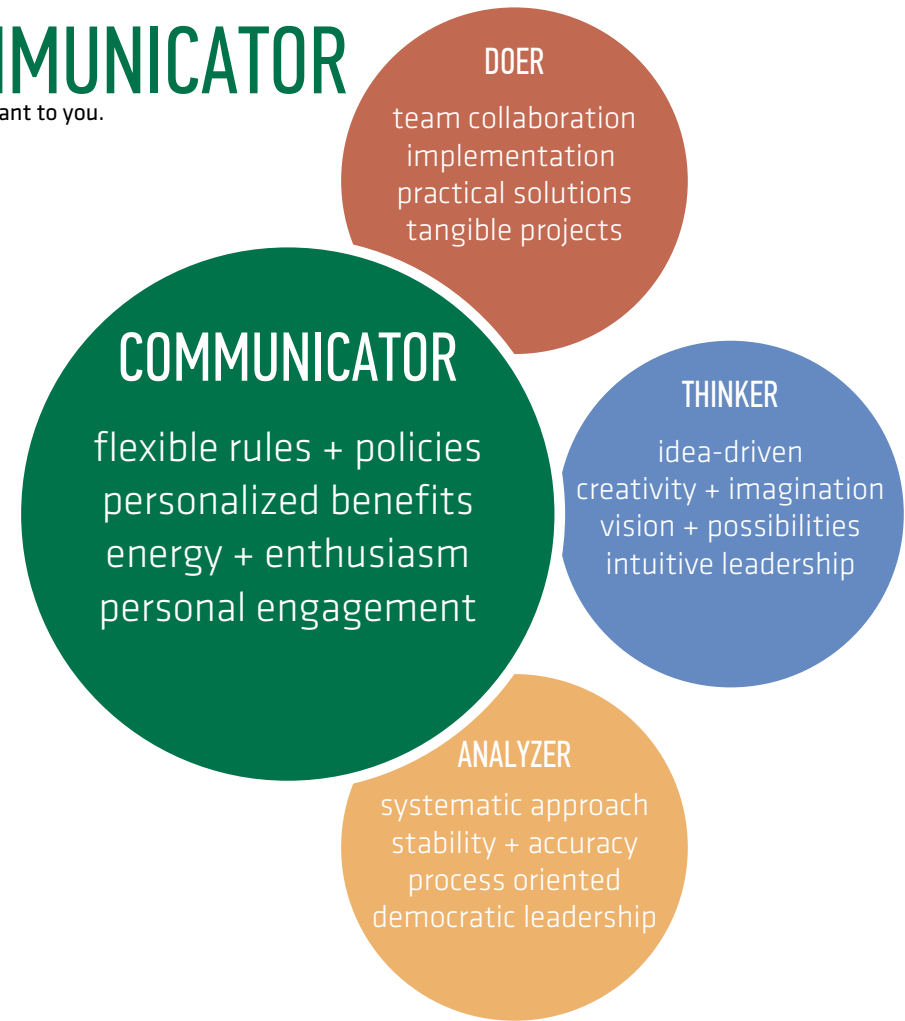 MMUNICATOR
ant to you.
DOER
team collaboration
implementation
practical solutions
tangible projects
COMMUNICATOR
flexible rules + policies
personalized benefits
energy + enthusiasm
personal engagement
THINKER
idea-driven
creativity + imagination
vision + possibilities
intuitive leadership
ANALYZER
systematic approach
stability + accuracy
process oriented
democratic leadership